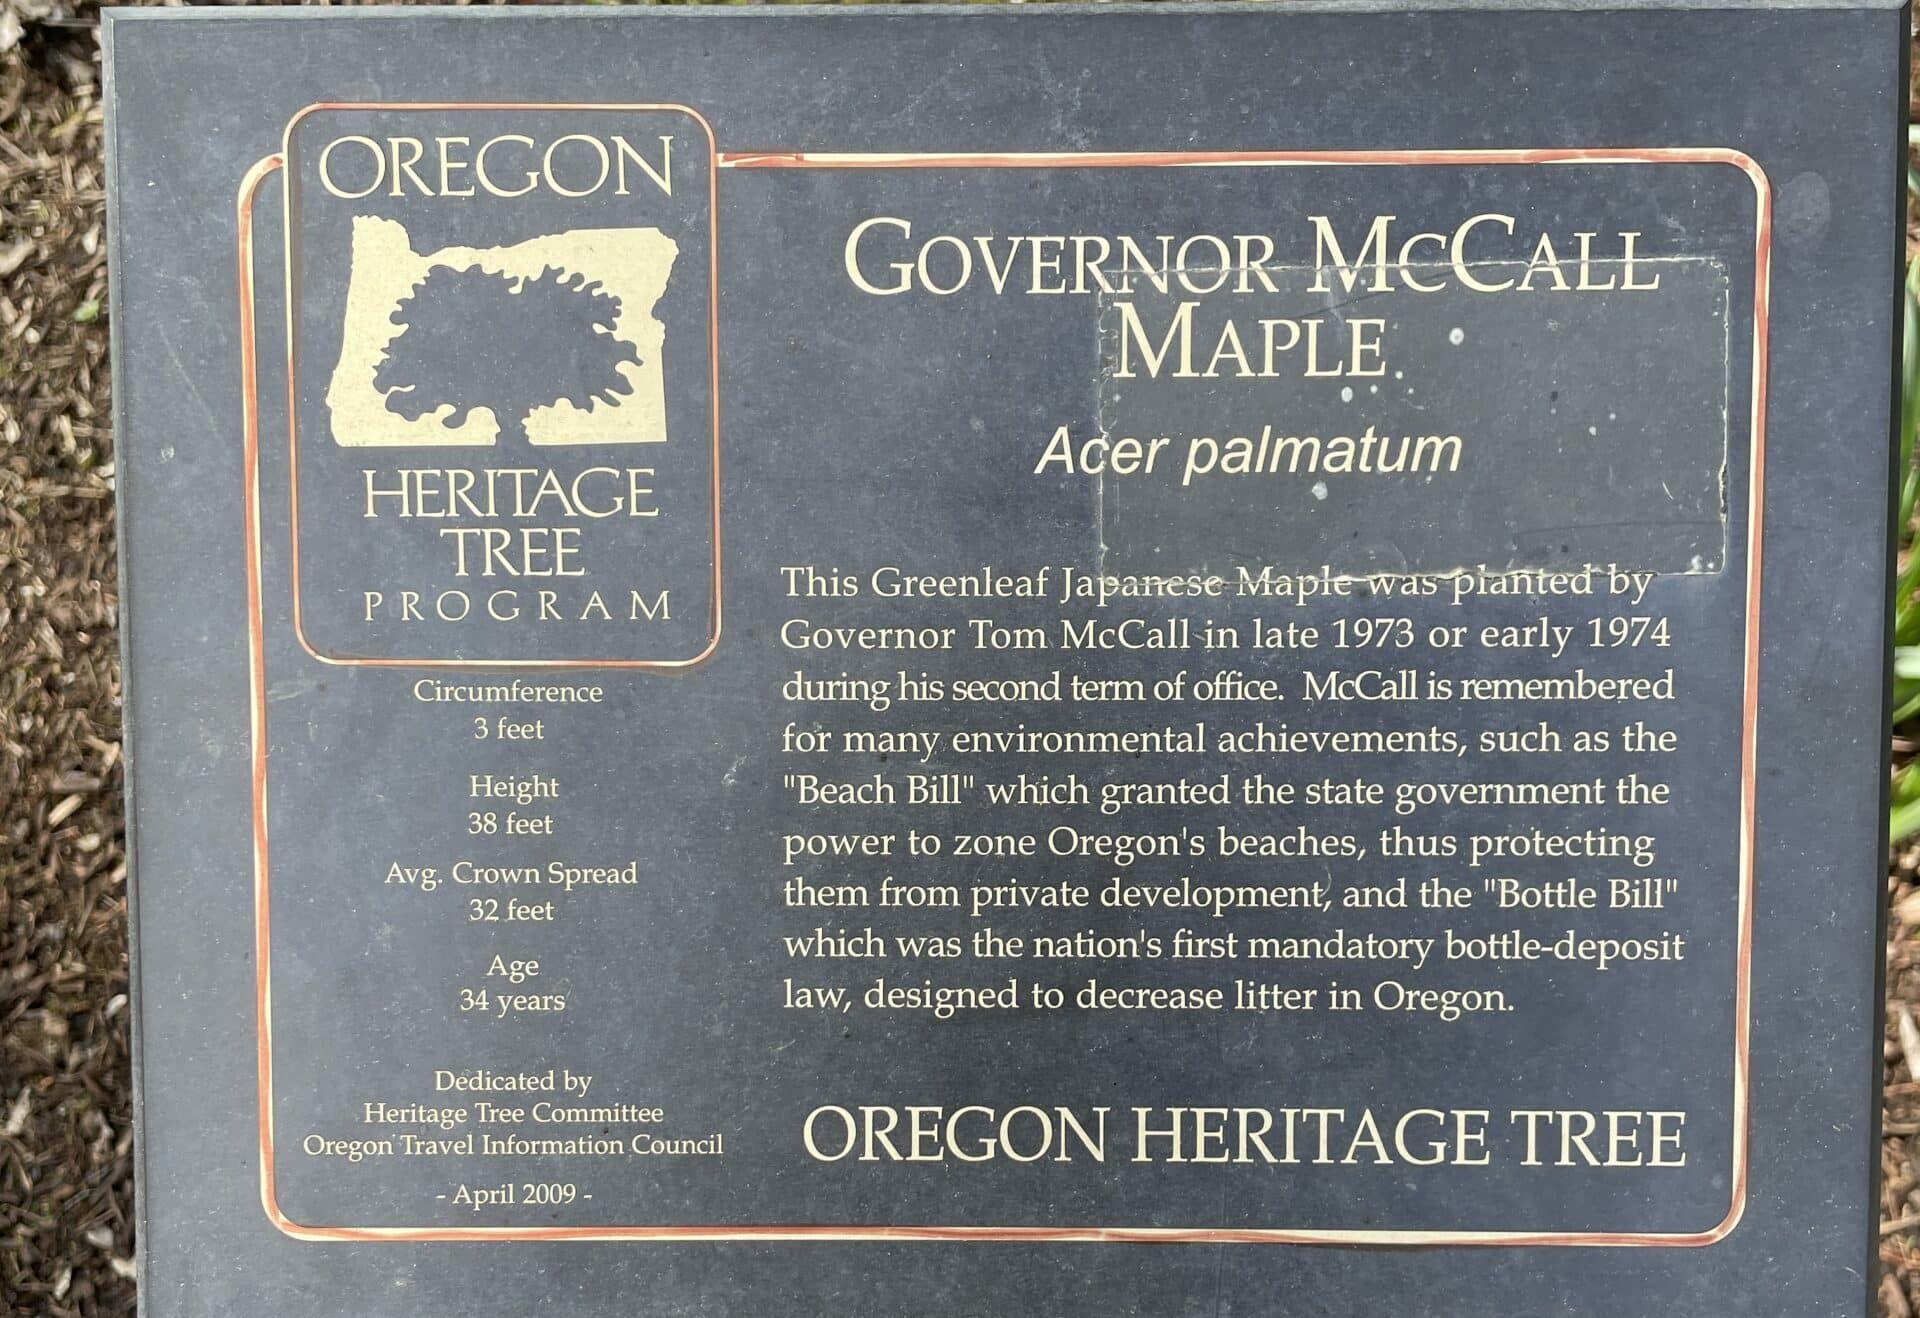 OREGON
HERITAGE
TREE
PROGRAM
Circumference
3 feet
Height
38 feet
Avg. Crown Spread
32 feet
Age
34 years
Dedicated by
Heritage Tree Committee
Oregon Travel Information Council
- April 2009 -
GOVERNOR MCCALL
MAPLE
Acer palmatum
This Greenleaf Japanese Maple was planted by
Governor Tom McCall in late 1973 or early 1974
during his second term of office. McCall is remembered
for many environmental achievements, such as the
"Beach Bill" which granted the state government the
power to zone Oregon's beaches, thus protecting
them from private development, and the "Bottle Bill"
which was the nation's first mandatory bottle-deposit
law, designed to decrease litter in Oregon.
OREGON HERITAGE TREE